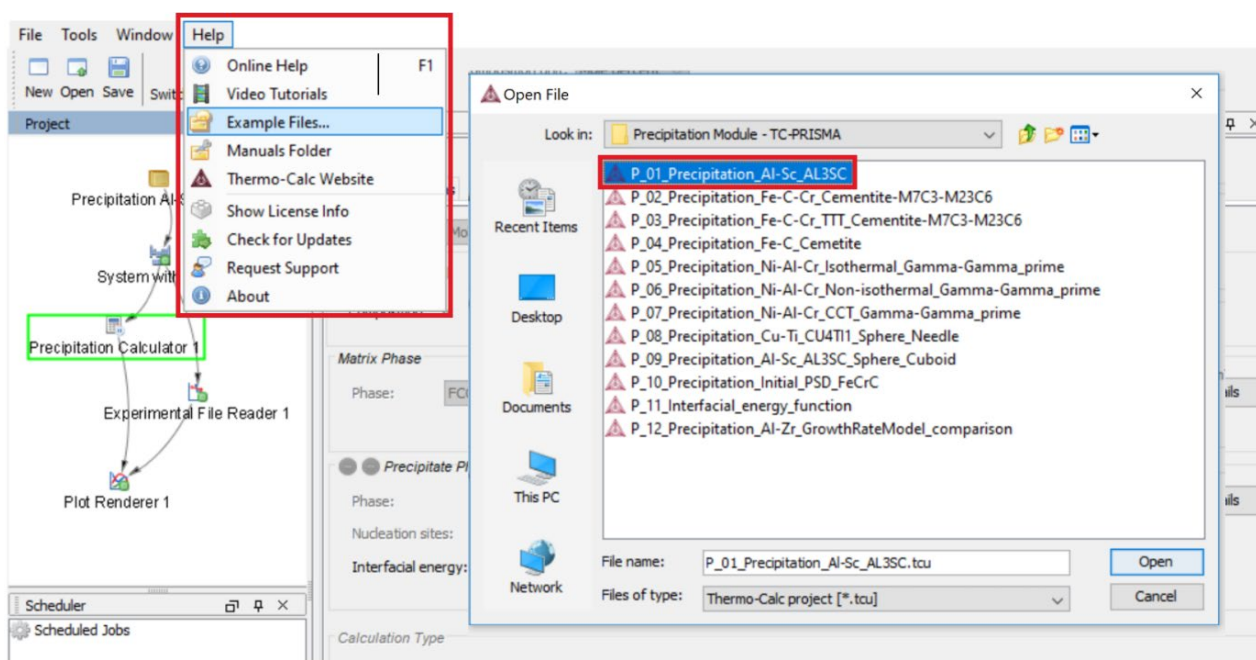 File Tools Window Help
New Open Save
Project
Online Help F1
Video Tutorials
Example Files...
Manuals Folder
Thermo-Calc Website
Show License Info
Check for Updates
Request Support
About
Precipitation
System with
Precipitation Calculator 1
Experimental File Reader 1
Plot Renderer 1
Scheduler
Scheduled Jobs
Matrix Phase
Phase:
Precipitate
Phase:
Nucleation sites:
Interfacial energy:
Calculation Type
Open File
Look in: Precipitation Module - TC-PRISMA
Recent Items
Desktop
Documents
This PC
Network
P_01_Precipitation_Al-Sc_AL3SC
P_02_Precipitation_Fe-C-Cr_Cementite-M7C3-M23C6
P_03_Precipitation_Fe-C-Cr_TTT_Cementite-M7C3-M23C6
P_04_Precipitation_Fe-C_Cemetite
P_05_Precipitation_Ni-Al-Cr_Isothermal_Gamma-Gamma_prime
P_06_Precipitation_Ni-Al-Cr_Non-isothermal_Gamma-Gamma_prime
P_07_Precipitation_Ni-Al-Cr_CCT_Gamma-Gamma_prime
P_08_Precipitation_Cu-Ti_CU4TI1_Sphere_Needle
P_09_Precipitation_Al-Sc_AL3SC_Sphere_Cuboid
P_10_Precipitation_Initial_PSD_FeCrC
P_11_Interfacial_energy_function
P_12_Precipitation_Al-Zr_GrowthRateModel_comparison
File name: P_01_Precipitation_Al-Sc_AL3SC.tcu Open
Files of type: Thermo-Calc project [*.tcu] Cancel